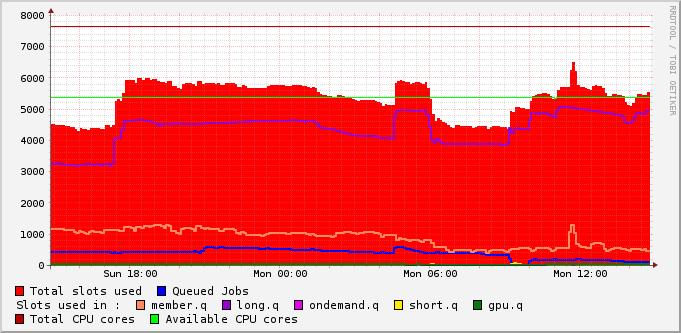 8000
7000
6000
5000
4000
3000
2000
1000
0
Sun 18:00 Mon 00:00 Mon 06:00 Mon 12:00
RRDTOOL / TOBI OETIKER
Total slots used Queued Jobs
Slots used in : member.q long.q ondemand.q short.q gpu.q
Total CPU cores Available CPU cores